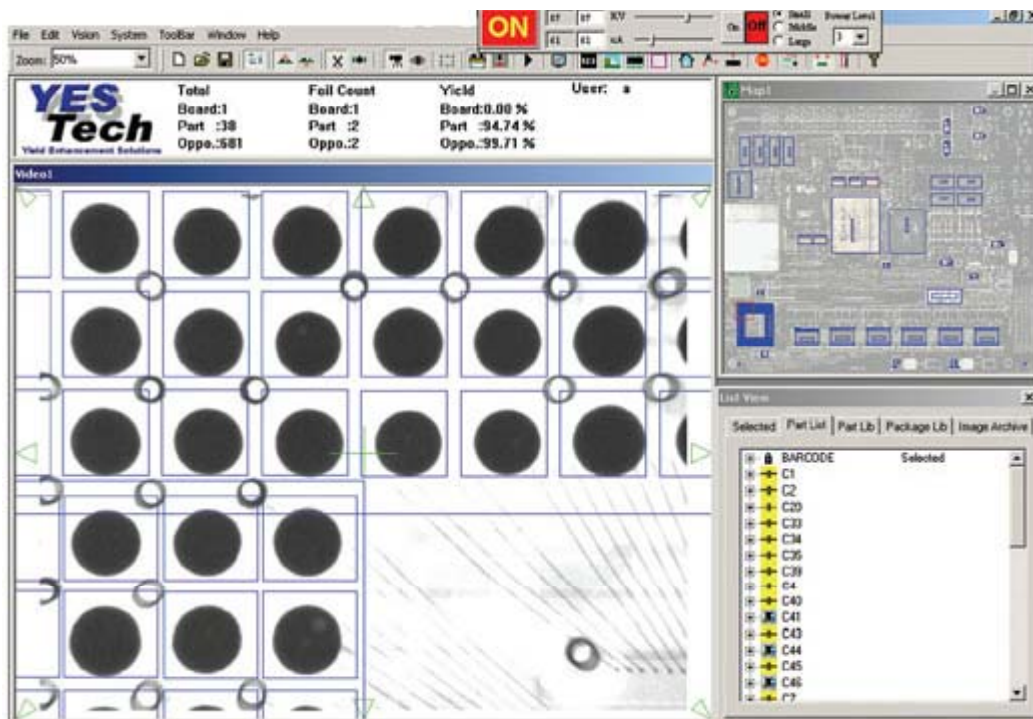 ON
KV
uA
On
Off
Small
Middle
Large
Power Level
3
File Edit Vision System ToolBar Window Help
Zoom: 50%
YES
Tech
Yield Enhancement Solutions
Total
Board:1
Part :38
Oppo.:681
Fail Count
Board:1
Part :2
Oppo.:2
Yield
Board:0.00 %
Part :94.74 %
Oppo.:99.71 %
User: a
Map1
Video1
List View
Selected Part List Part Lib Package Lib Image Archive
BARCODE Selected
C1
C2
C20
C33
C34
C35
C39
C4
C40
C41
C43
C44
C45
C46
C7